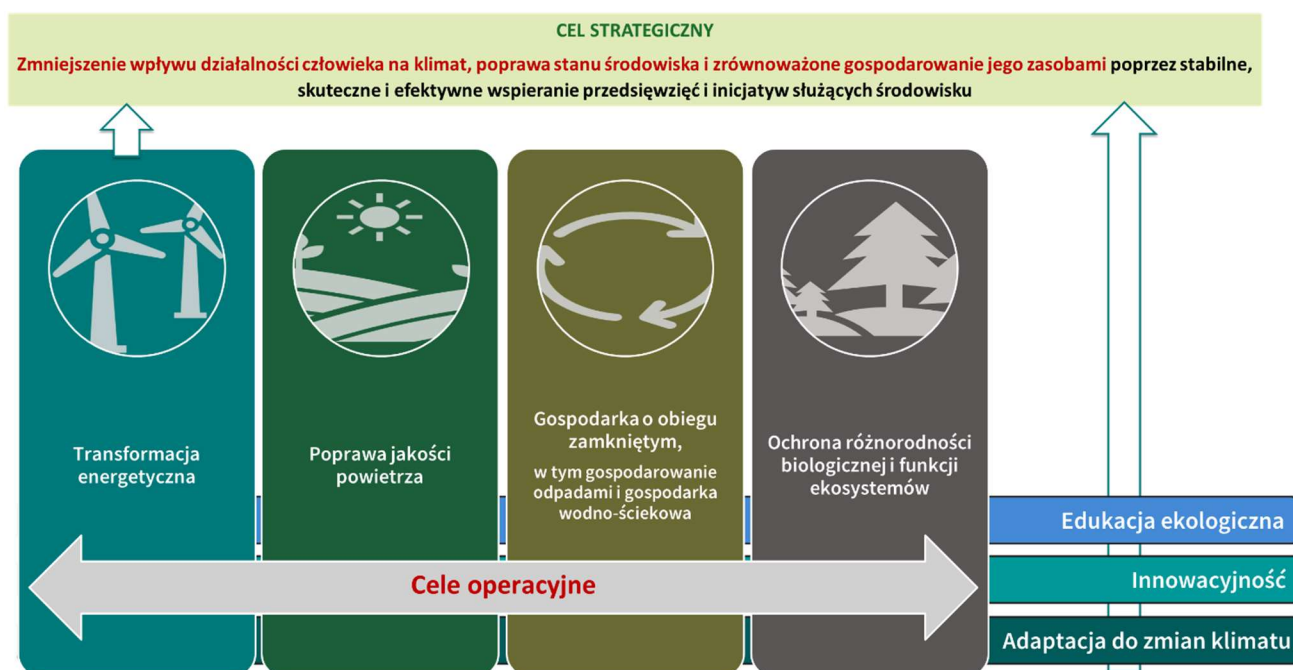 CEL STRATEGICZNY
Zmniejszenie wpływu działalności człowieka na klimat, poprawa stanu środowiska i zrównoważone gospodarowanie jego zasobami poprzez stabilne,
skuteczne i efektywne wspieranie przedsięwzięć i inicjatyw służących środowisku
Transformacja
energetyczna
Poprawa jakości
powietrza
Gospodarka o obiegu
zamkniętym,
w tym gospodarowanie
odpadami i gospodarka
wodno-ściekowa
Ochrona różnorodności
biologicznej i funkcji
ekosystemów
Edukacja ekologiczna
Cele operacyjne
Innowacyjność
Adaptacja do zmian klimatu